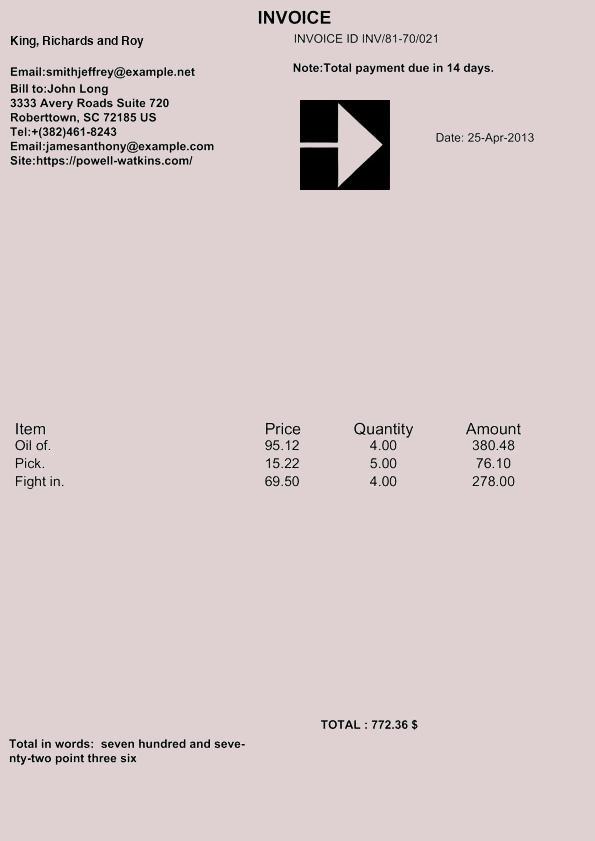 INVOICE
King, Richards and Roy
INVOICE ID INV/81-70/021
Email:smithjeffrey@example.net
Note:Total payment due in 14 days.
Bill to:John Long
3333 Avery Roads Suite 720
Roberttown, SC 72185 US
Tel:+(382)461-8243
Email:jamesanthony@example.com
Site:https://powell-watkins.com/
Date: 25-Apr-2013
Item Price Quantity Amount
Oil of. 95.12 4.00 380.48
Pick. 15.22 5.00 76.10
Fight in. 69.50 4.00 278.00
TOTAL : 772.36 $
Total in words:  seven hundred and seve-
nty-two point three six